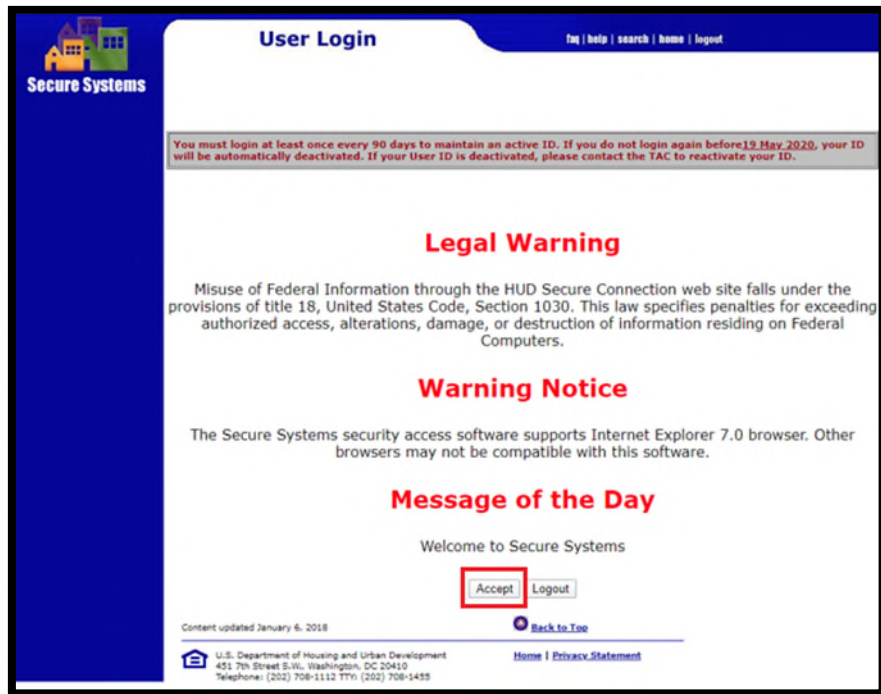 User Login
faq | help | search | home | logout
Secure Systems
You must login at least once every 90 days to maintain an active ID. If you do not login again before19 May 2020, your ID
will be automatically deactivated. If your User ID is deactivated, please contact the TAC to reactivate your ID.
Legal Warning
Misuse of Federal Information through the HUD Secure Connection web site falls under the
provisions of title 18, United States Code, Section 1030. This law specifies penalties for exceeding
authorized access, alterations, damage, or destruction of information residing on Federal
Computers.
Warning Notice
The Secure Systems security access software supports Internet Explorer 7.0 browser. Other
browsers may not be compatible with this software.
Message of the Day
Welcome to Secure Systems
Accept Logout
Content updated January 6, 2018
Back to Top
U.S. Department of Housing and Urban Development
451 7th Street S.W., Washington, DC 20410
Telephone: (202) 708-1112 TTY: (202) 708-1455
Home | Privacy Statement